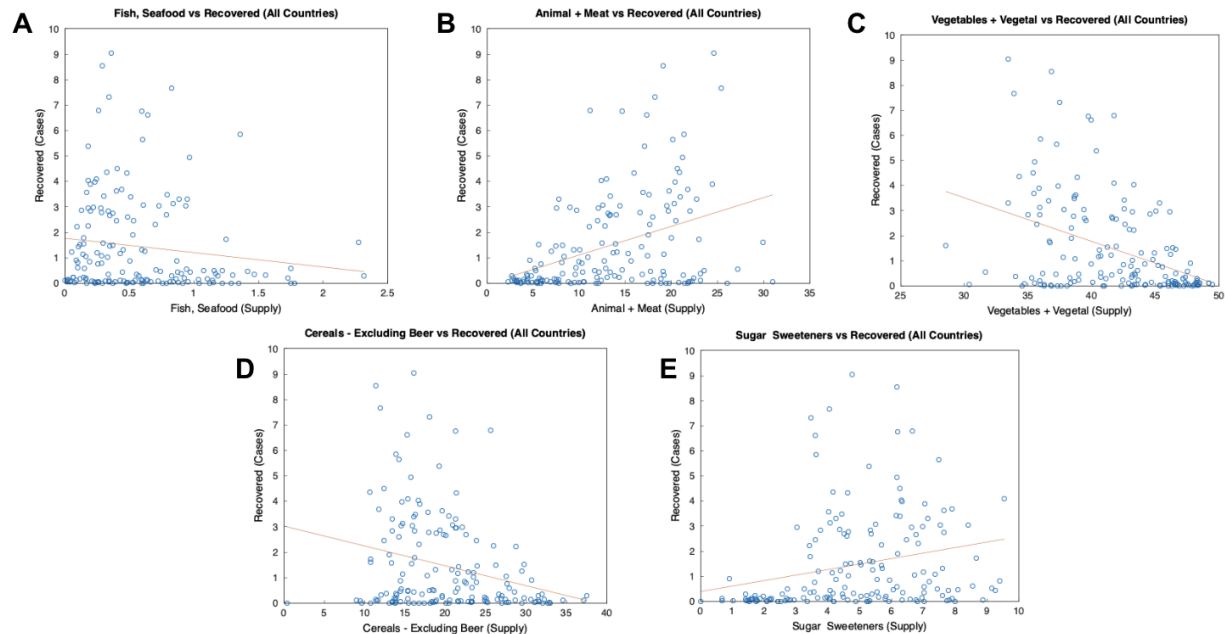 A
Fish, Seafood vs Recovered (All Countries)
Recovered (Cases)
10
9
8
7
6
5
4
3
2
1
0
0 0.5 1 1.5 2 2.5
Fish, Seafood (Supply)
B
Animal + Meat vs Recovered (All Countries)
Recovered (Cases)
10
9
8
7
6
5
4
3
2
1
0
0 5 10 15 20 25 30 35
Animal + Meat (Supply)
C
Vegetables + Vegetal vs Recovered (All Countries)
Recovered (Cases)
10
9
8
7
6
5
4
3
2
1
0
25 30 35 40 45 50
Vegetables + Vegetal (Supply)
D
Cereals - Excluding Beer vs Recovered (All Countries)
Recovered (Cases)
10
9
8
7
6
5
4
3
2
1
0
0 10 20 30 40
Cereals - Excluding Beer (Supply)
E
Sugar Sweeteners vs Recovered (All Countries)
Recovered (Cases)
10
9
8
7
6
5
4
3
2
1
0
0 1 2 3 4 5 6 7 8 9 10
Sugar Sweeteners (Supply)